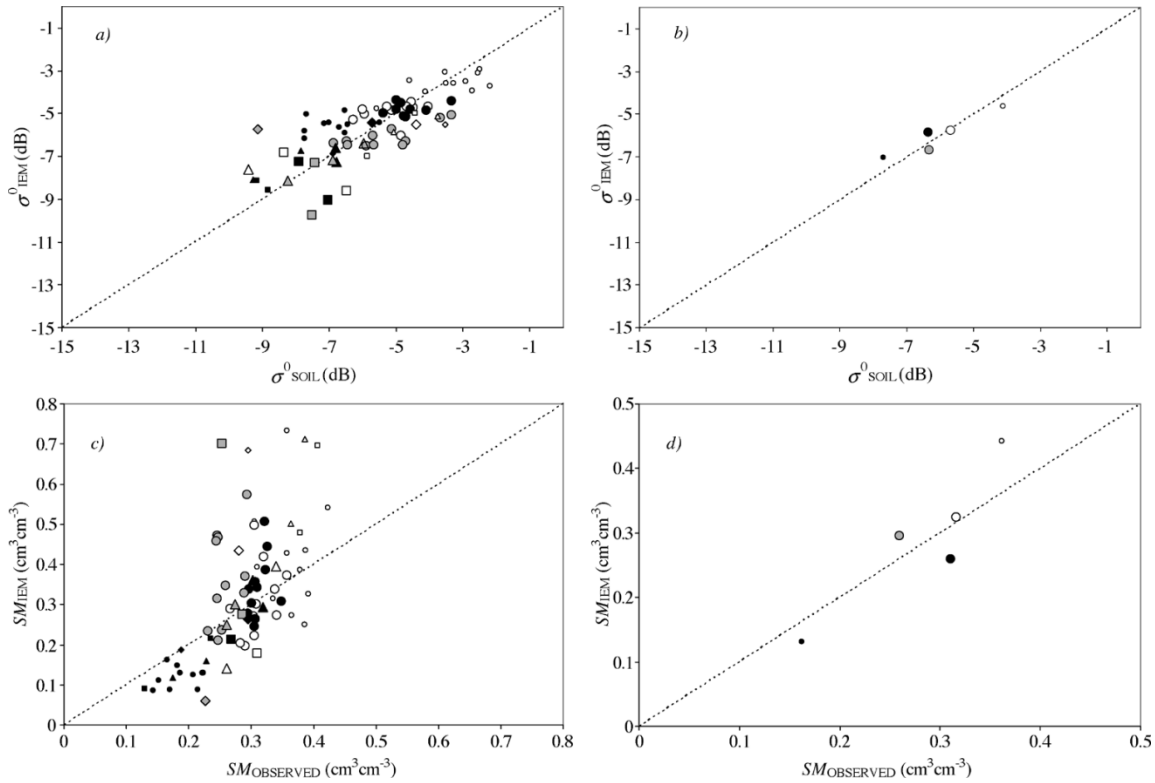 a)
-1
-3
-5
-7
-9
-11
-13
-15
σ⁰IEM (dB)
-15 -13 -11 -9 -7 -5 -3 -1
σ⁰SOIL (dB)
b)
-1
-3
-5
-7
-9
-11
-13
-15
σ⁰IEM (dB)
-15 -13 -11 -9 -7 -5 -3 -1
σ⁰SOIL (dB)
c)
0.8
0.7
0.6
0.5
0.4
0.3
0.2
0.1
0
SMIEM (cm³cm⁻³)
0 0.1 0.2 0.3 0.4 0.5 0.6 0.7 0.8
SMOBSERVED (cm³cm⁻³)
d)
0.5
0.4
0.3
0.2
0.1
0
SMIEM (cm³cm⁻³)
0 0.1 0.2 0.3 0.4 0.5
SMOBSERVED (cm³cm⁻³)